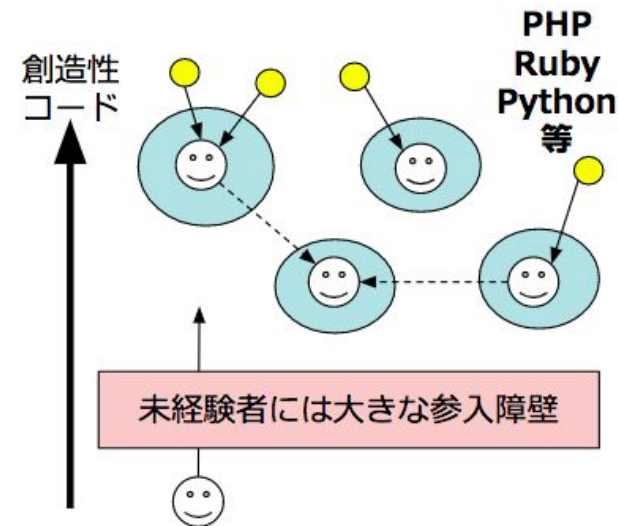 創造性
コード
PHP
Ruby
Python
等
未経験者には大きな参入障壁